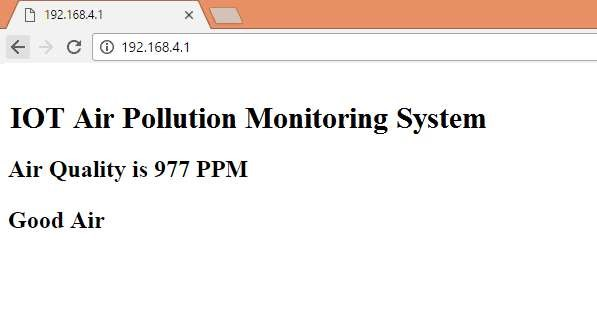 192.168.4.1
192.168.4.1
IOT Air Pollution Monitoring System
Air Quality is 977 PPM
Good Air